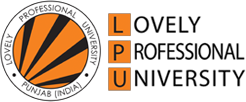 LOVELY PROFESSIONAL UNIVERSITY
• PUNJAB (INDIA) •
LOVELY
PROFESSIONAL
UNIVERSITY